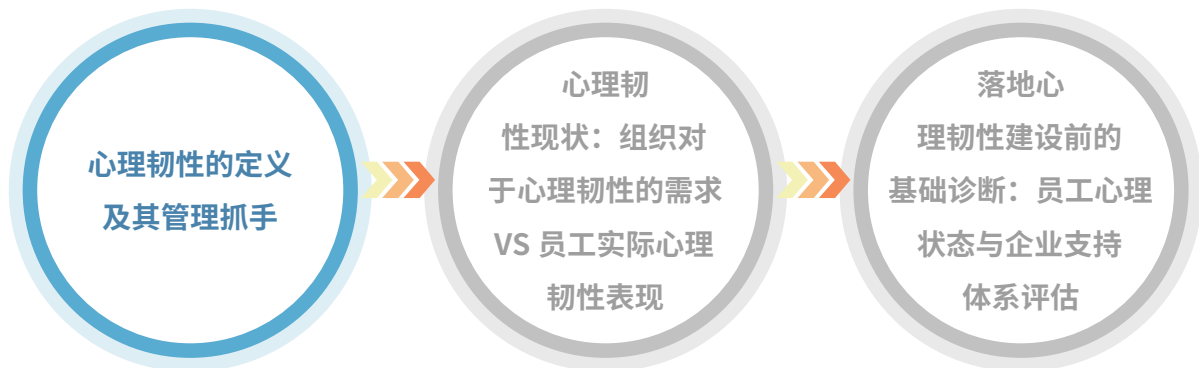 心理韧性的定义
及其管理抓手
心理韧
性现状：组织对
于心理韧性的需求
VS 员工实际心理
韧性表现
落地心
理韧性建设前的
基础诊断：员工心理
状态与企业支持
体系评估